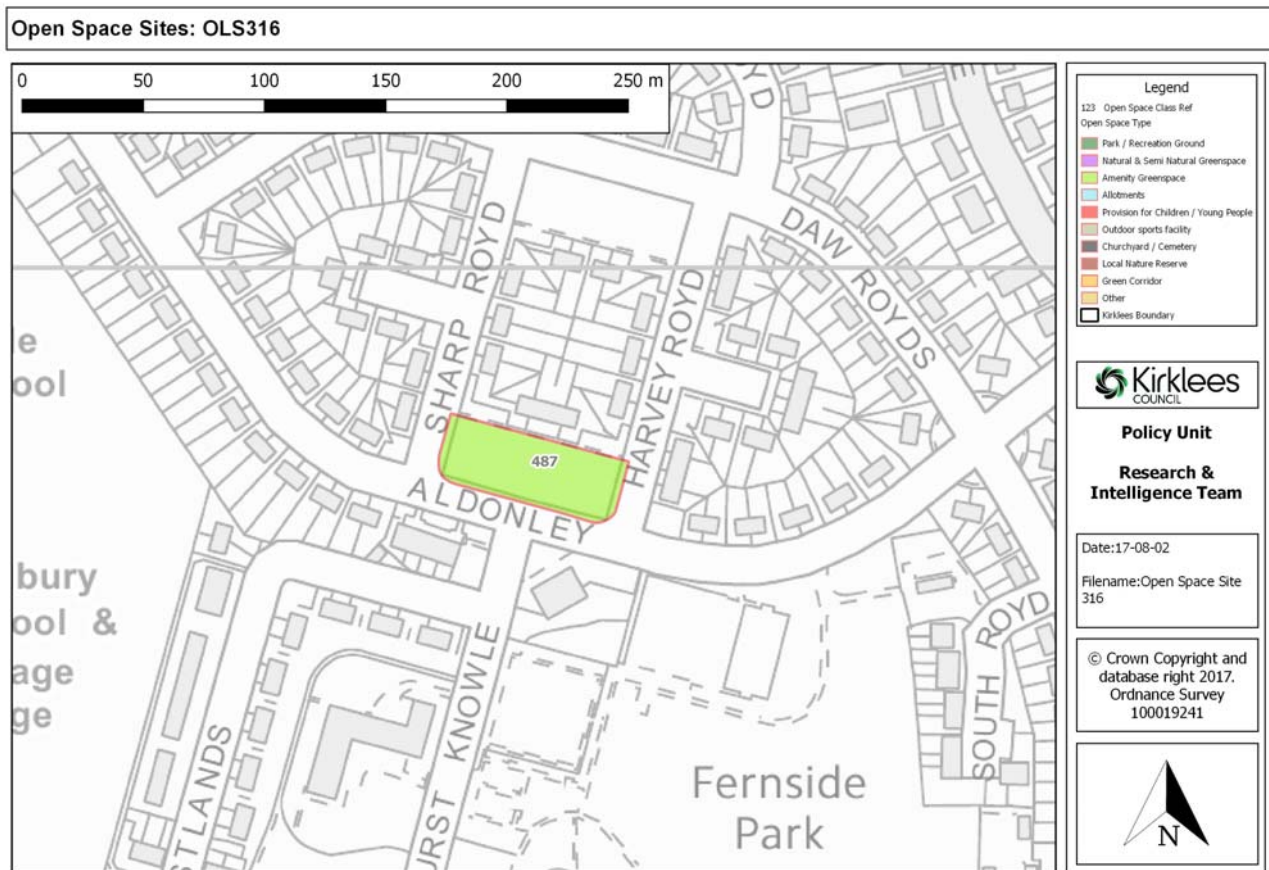 Open Space Sites: OLS316
0 50 100 150 200 250 m
YD
DAW ROYDS
SHARP ROYD
HARVEY ROYD
le
ool
487
ALDONLEY
bury
ool &
age
ge
STLANDS
URST KNOWLE
SOUTH ROYD
Fernside
Park
Legend
123 Open Space Class Ref
Open Space Type
Park / Recreation Ground
Natural & Semi Natural Greenspace
Amenity Greenspace
Allotments
Provision for Children / Young People
Outdoor sports facility
Churchyard / Cemetery
Local Nature Reserve
Green Corridor
Other
Kirklees Boundary
Kirklees
COUNCIL
Policy Unit
Research &
Intelligence Team
Date:17-08-02
Filename:Open Space Site
316
© Crown Copyright and
database right 2017.
Ordnance Survey
100019241
N